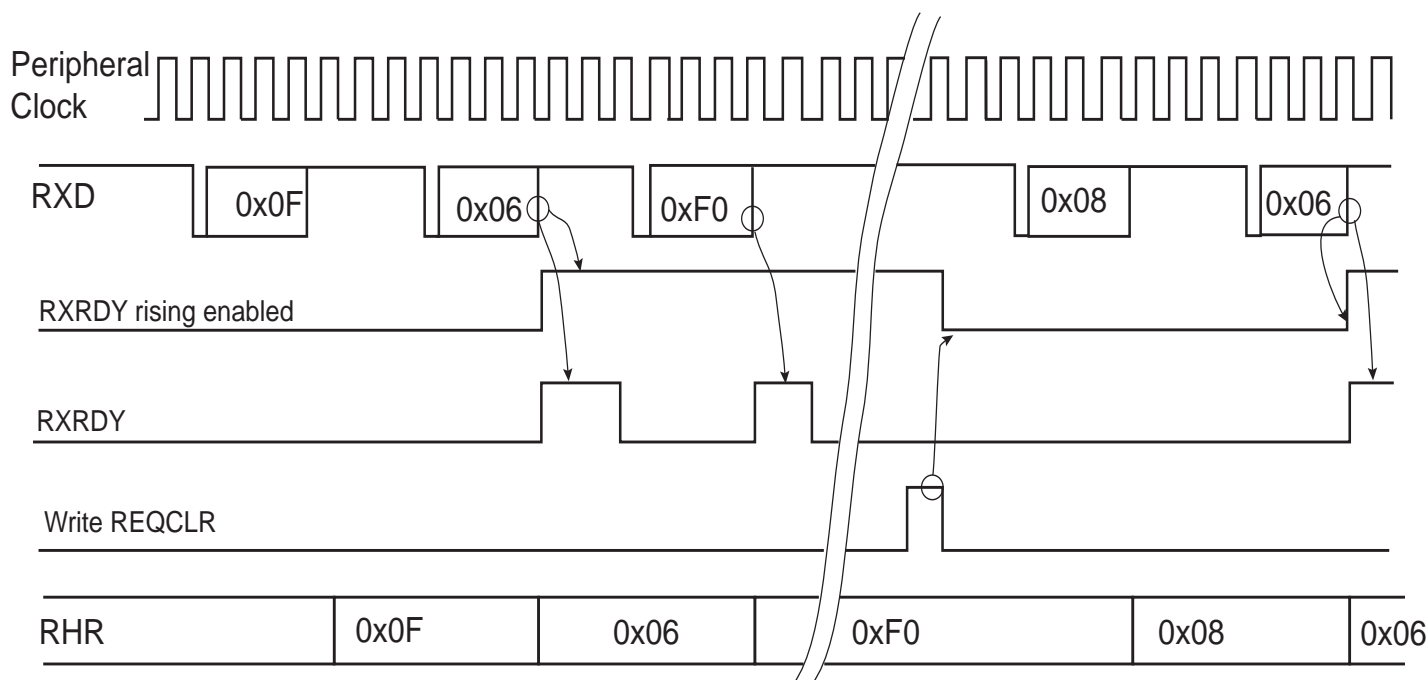 Peripheral
Clock
RXD
0x0F
0x06
0xF0
0x08
0x06
RXRDY rising enabled
RXRDY
Write REQCLR
RHR
0x0F
0x06
0xF0
0x08
0x06